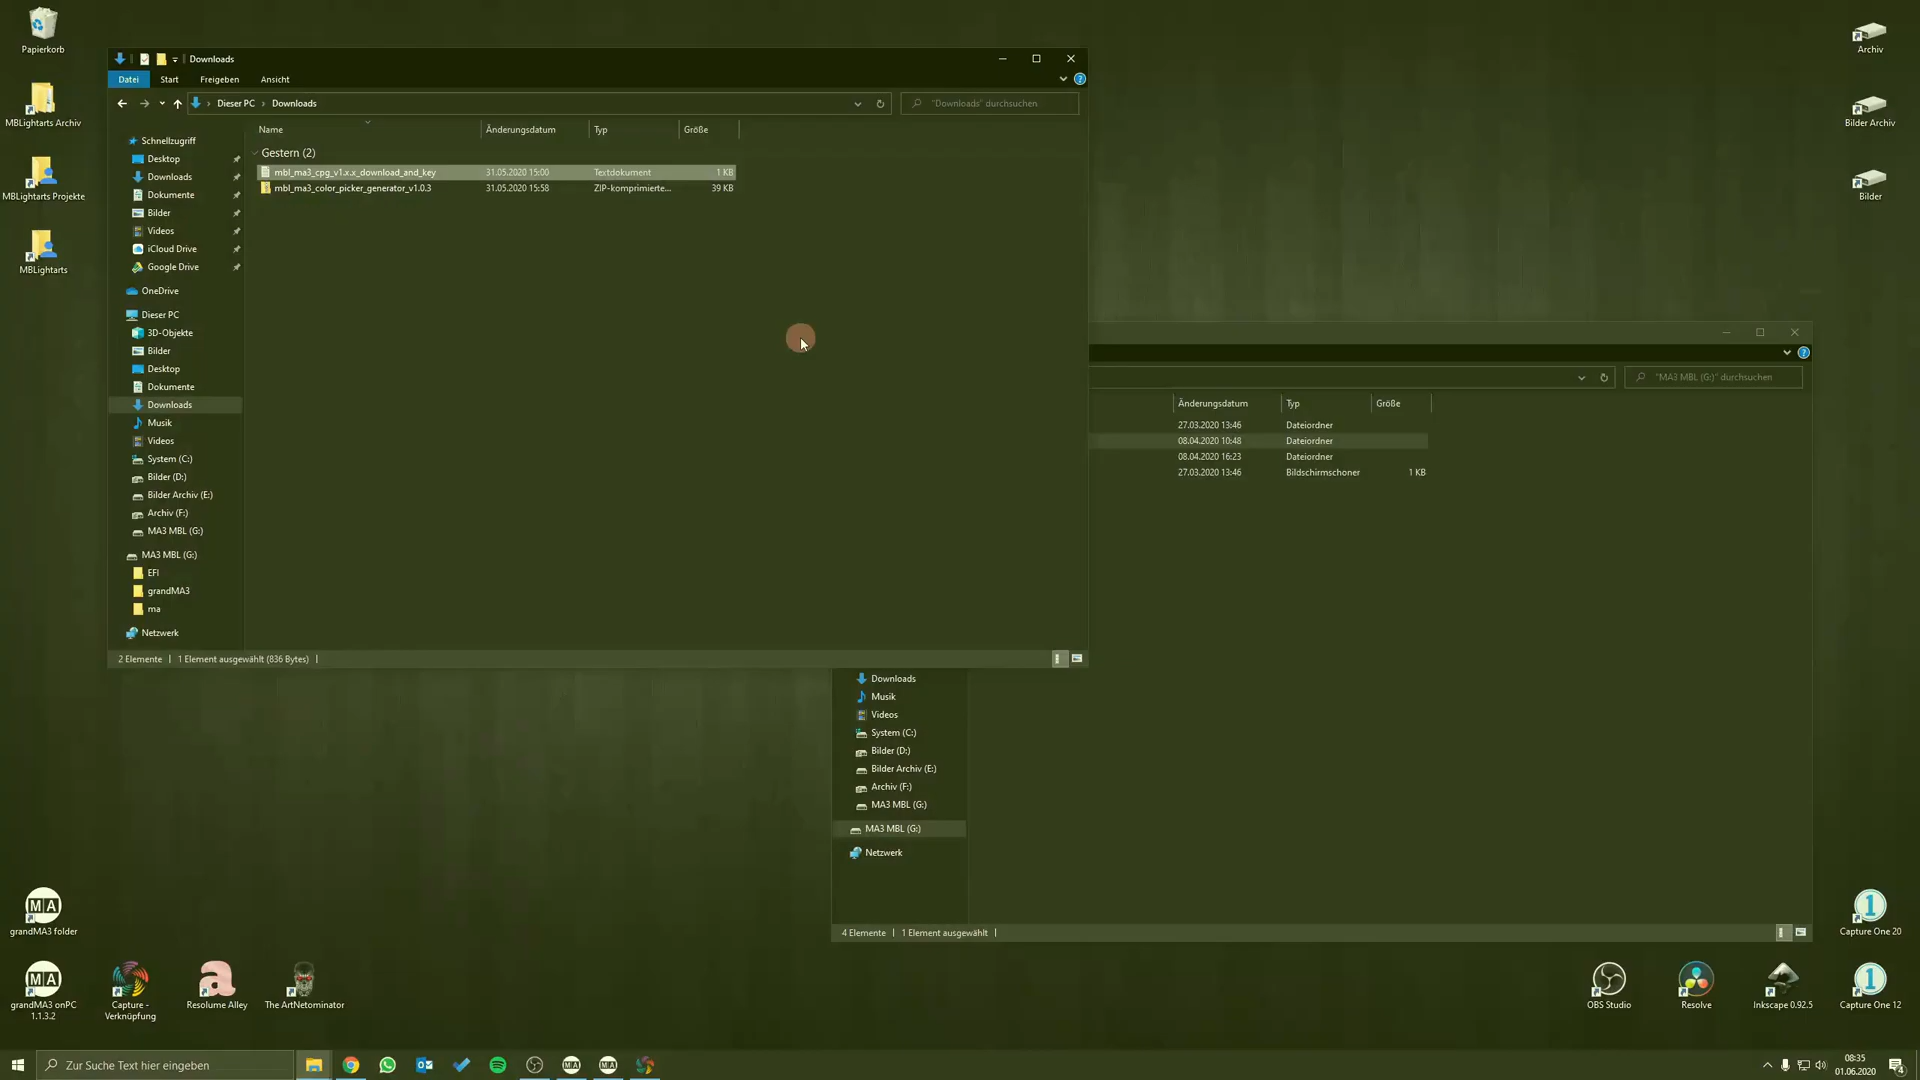 Papierkorb
MBLightarts Archiv
MBLightarts Projekte
MBLightarts
Downloads
Datei Start Freigeben Ansicht
Dieser PC Downloads
"Downloads" durchsuchen
Name Änderungsdatum Typ Größe
Gestern (2)
mbl_ma3_cpg_v1.x.x_download_and_key 31.05.2020 15:00 Textdokument 1 KB
mbl_ma3_color_picker_generator_v1.0.3 31.05.2020 15:58 ZIP-komprimierte... 39 KB
Schnellzugriff
Desktop
Downloads
Dokumente
Bilder
Videos
iCloud Drive
Google Drive
OneDrive
Dieser PC
3D-Objekte
Bilder
Desktop
Dokumente
Downloads
Musik
Videos
System (C:)
Bilder (D:)
Bilder Archiv (E:)
Archiv (F:)
MA3 MBL (G:)
MA3 MBL (G:)
EFI
grandMA3
ma
Netzwerk
2 Elemente 1 Element ausgewählt (836 Bytes)
"MA3 MBL (G:)" durchsuchen
Änderungsdatum Typ Größe
27.03.2020 13:46 Dateiordner
08.04.2020 10:48 Dateiordner
08.04.2020 16:23 Dateiordner
27.03.2020 13:46 Bildschirmschoner 1 KB
Downloads
Musik
Videos
System (C:)
Bilder (D:)
Bilder Archiv (E:)
Archiv (F:)
MA3 MBL (G:)
MA3 MBL (G:)
Netzwerk
4 Elemente 1 Element ausgewählt
Archiv
Bilder Archiv
Bilder
MA
grandMA3 folder
MA
grandMA3 onPC
1.1.3.2
Capture -
Verknüpfung
a
Resolume Alley
The ArtNetominator
OBS Studio
Resolve
Inkscape 0.92.5
1
Capture One 20
1
Capture One 12
Zur Suche Text hier eingeben
MA
MA
08:35
01.06.2020
4